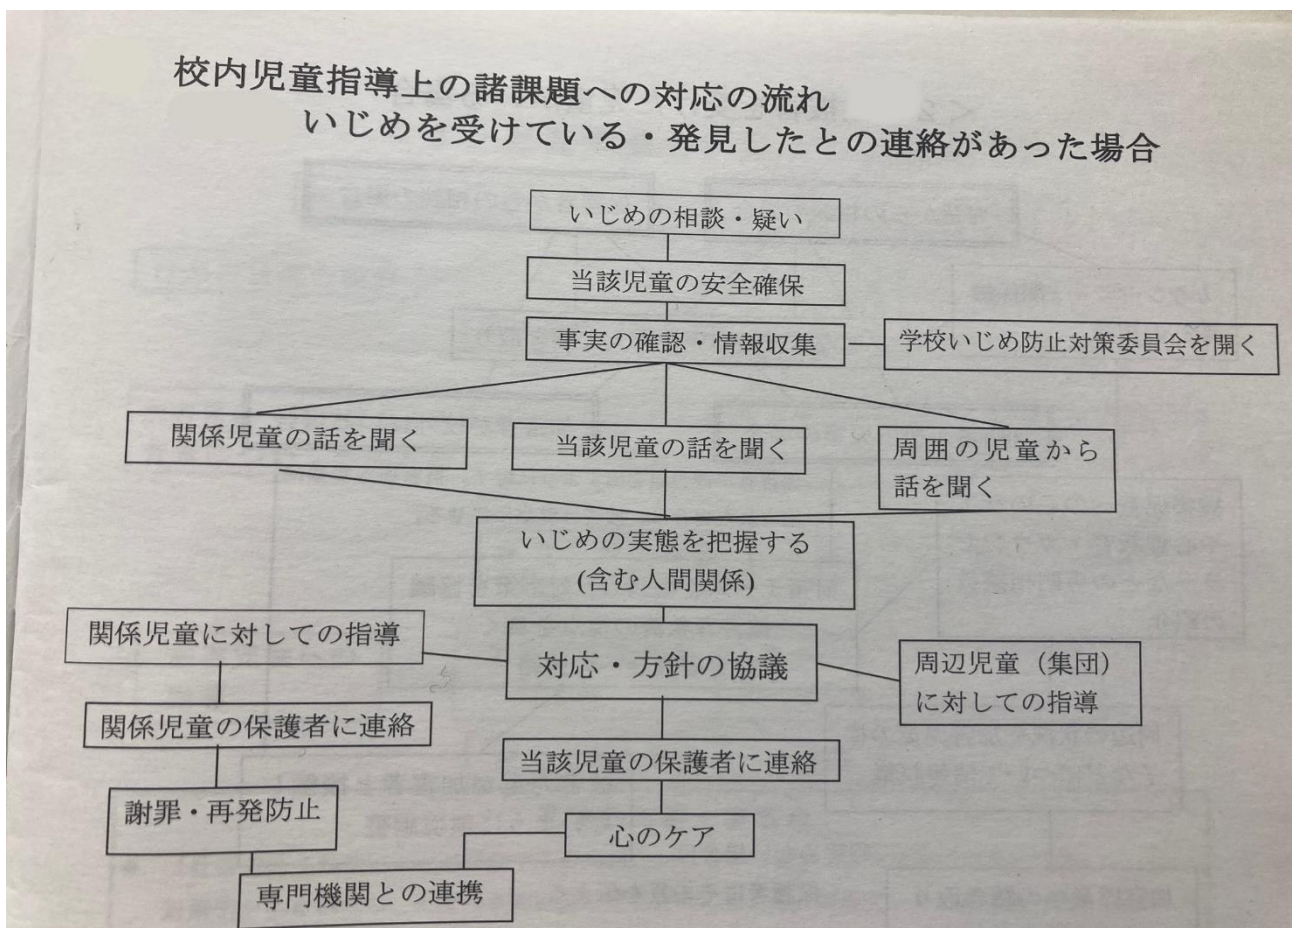 校内児童指導上の諸課題への対応の流れ
いじめを受けている・発見したとの連絡があった場合
いじめの相談・疑い
当該児童の安全確保
事実の確認・情報収集
学校いじめ防止対策委員会を開く
関係児童の話を聞く
当該児童の話を聞く
周囲の児童から
話を聞く
いじめの実態を把握する
(含む人間関係)
関係児童に対しての指導
対応・方針の協議
周辺児童（集団）
に対しての指導
関係児童の保護者に連絡
当該児童の保護者に連絡
謝罪・再発防止
心のケア
専門機関との連携